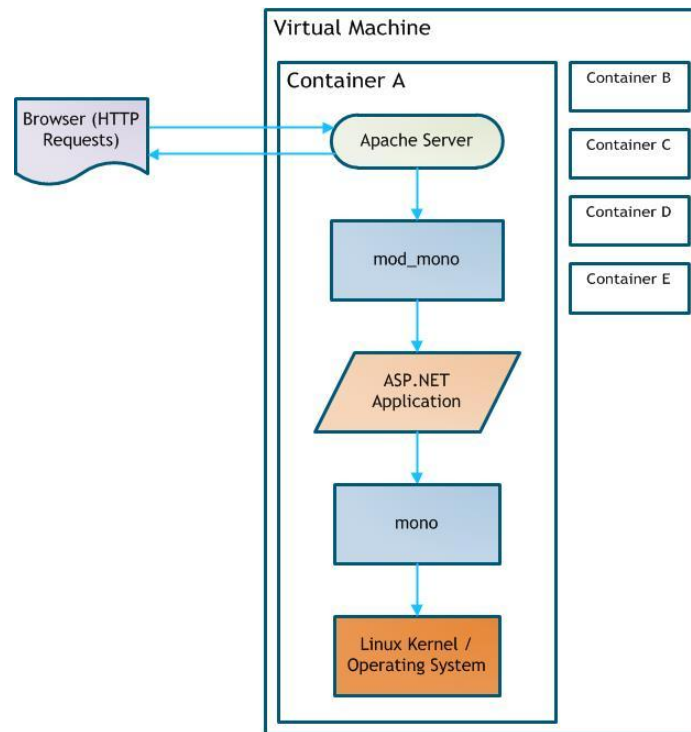 Virtual Machine
Container A
Container B
Browser (HTTP
Requests)
Apache Server
Container C
Container D
mod_mono
Container E
ASP.NET
Application
mono
Linux Kernel /
Operating System